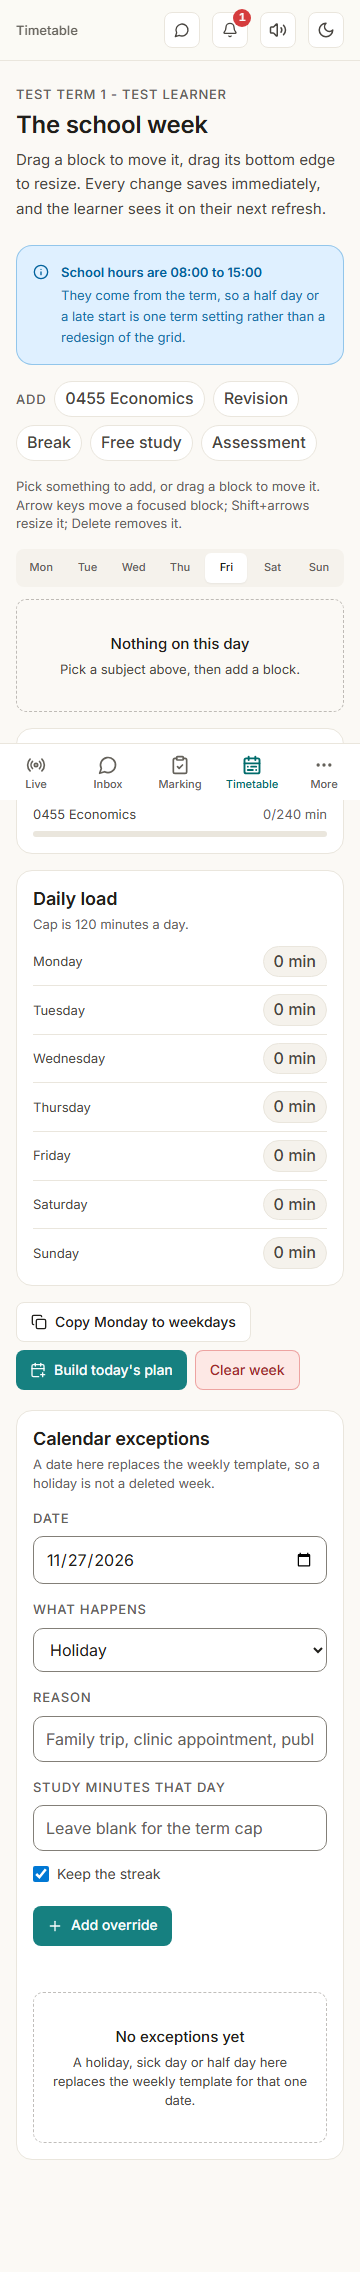 Timetable
1
TEST TERM 1 - TEST LEARNER
The school week
Drag a block to move it, drag its bottom edge
to resize. Every change saves immediately,
and the learner sees it on their next refresh.
School hours are 08:00 to 15:00
They come from the term, so a half day or
a late start is one term setting rather than a
redesign of the grid.
ADD 0455 Economics Revision
Break Free study Assessment
Pick something to add, or drag a block to move it.
Arrow keys move a focused block; Shift+arrows
resize it; Delete removes it.
Mon Tue Wed Thu Fri Sat Sun
Nothing on this day
Pick a subject above, then add a block.
Live Inbox Marking Timetable More
0455 Economics 0/240 min
Daily load
Cap is 120 minutes a day.
Monday 0 min
Tuesday 0 min
Wednesday 0 min
Thursday 0 min
Friday 0 min
Saturday 0 min
Sunday 0 min
Copy Monday to weekdays
Build today's plan Clear week
Calendar exceptions
A date here replaces the weekly template, so a
holiday is not a deleted week.
DATE
11/27/2026
WHAT HAPPENS
Holiday
REASON
Family trip, clinic appointment, publ
STUDY MINUTES THAT DAY
Leave blank for the term cap
Keep the streak
Add override
No exceptions yet
A holiday, sick day or half day here
replaces the weekly template for that one
date.